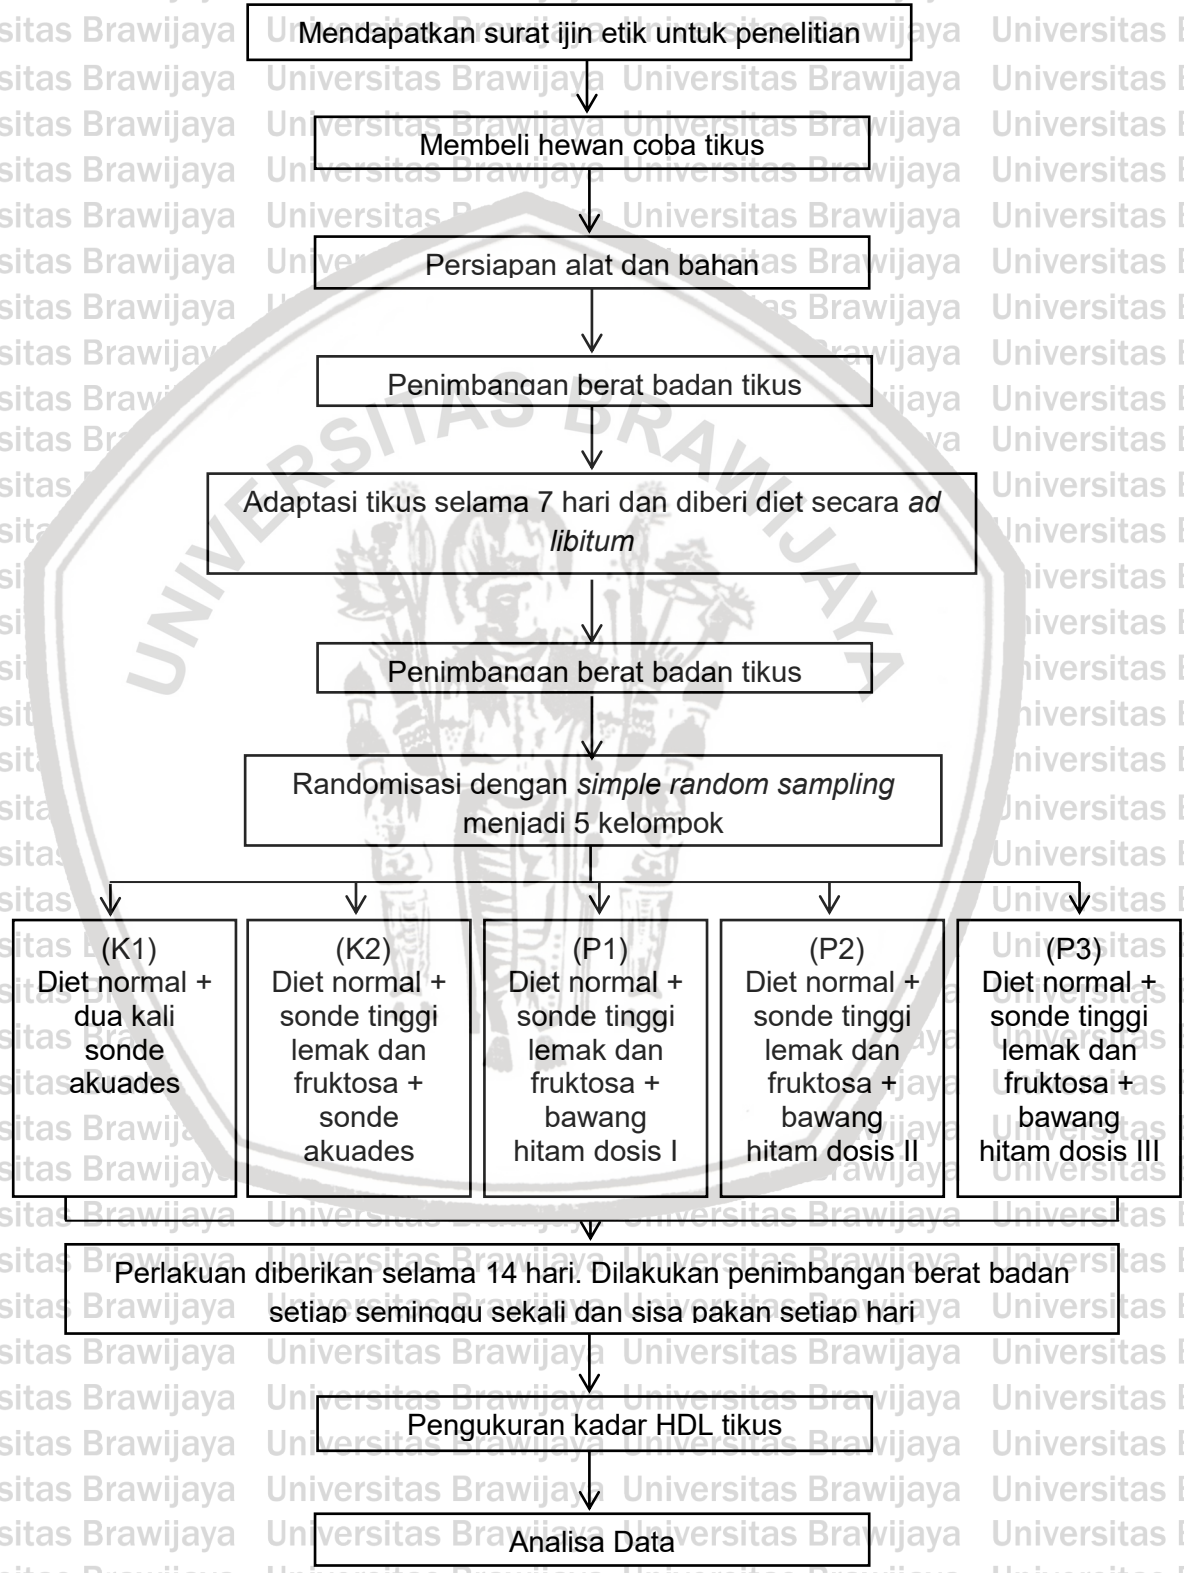 Mendapatkan surat ijin etik untuk penelitian
Membeli hewan coba tikus
Persiapan alat dan bahan
Penimbangan berat badan tikus
Adaptasi tikus selama 7 hari dan diberi diet secara ad
libitum
Penimbangan berat badan tikus
Randomisasi dengan simple random sampling
menjadi 5 kelompok
(K1)
Diet normal +
dua kali
sonde
akuades
(K2)
Diet normal +
sonde tinggi
lemak dan
fruktosa +
sonde
akuades
(P1)
Diet normal +
sonde tinggi
lemak dan
fruktosa +
bawang
hitam dosis I
(P2)
Diet normal +
sonde tinggi
lemak dan
fruktosa +
bawang
hitam dosis II
(P3)
Diet normal +
sonde tinggi
lemak dan
fruktosa +
bawang
hitam dosis III
Perlakuan diberikan selama 14 hari. Dilakukan penimbangan berat badan
setiap seminggu sekali dan sisa pakan setiap hari
Pengukuran kadar HDL tikus
Analisa Data
UNIVERSITAS BRAWIJAYA